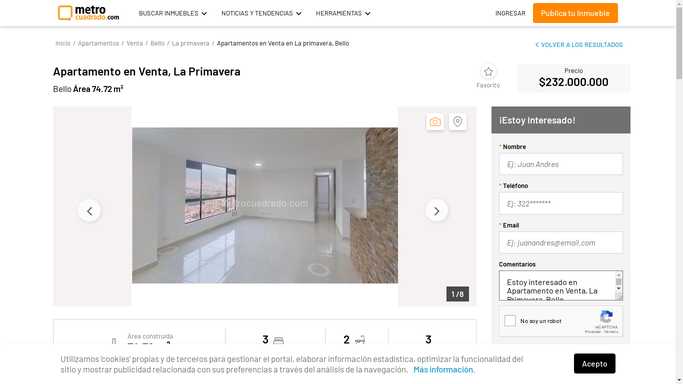 metro
cuadrado.com
BUSCAR INMUEBLES
NOTICIAS Y TENDENCIAS
HERRAMIENTAS
INGRESAR
Publica tu Inmueble
Inicio / Apartamentos / Venta / Bello / La primavera / Apartamentos en Venta en La primavera, Bello
VOLVER A LOS RESULTADOS
Apartamento en Venta, La Primavera
Bello Área 74.72 m²
Favorito
Precio
$232.000.000
¡Estoy Interesado!
* Nombre
Ej: Juan Andres
* Teléfono
Ej: 322*******
* Email
Ej: juanandres@email.com
Comentarios
Estoy interesado en
Apartamento en Venta, La
Primavera, Bello
No soy un robot
reCAPTCHA
Privacidad - Términos
1 / 8
Área construida
3
2
3
Utilizamos 'cookies' propias y de terceros para gestionar el portal, elaborar información estadística, optimizar la funcionalidad del
sitio y mostrar publicidad relacionada con sus preferencias a través del análisis de la navegación. Más información.
Acepto